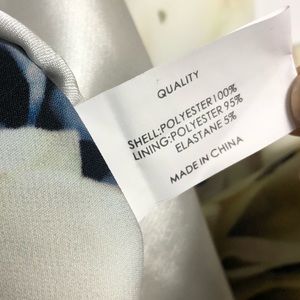 QUALITY
SHELL:POLYESTER100%
LINING:POLYESTER 95%
ELASTANE 5%
MADE IN CHINA